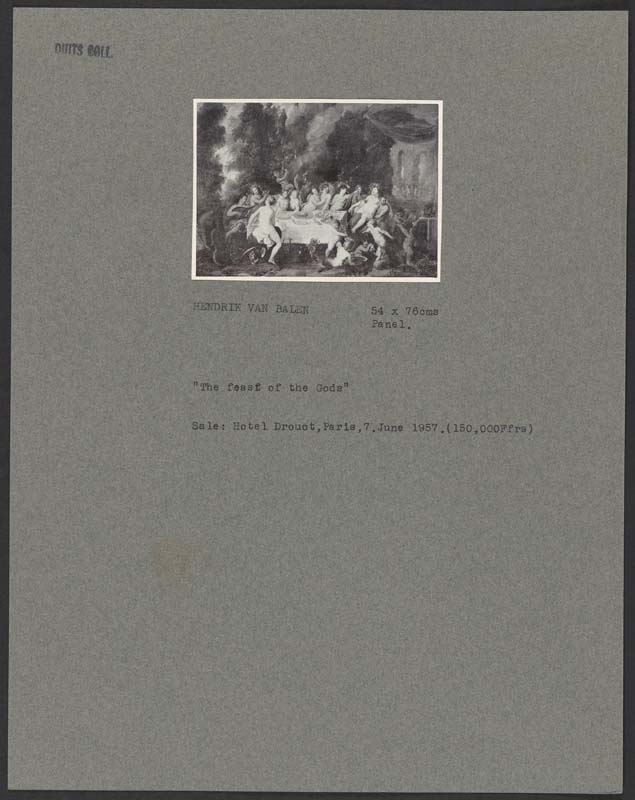 DUITS COLL.
HENDRIK VAN BALEN 54 x 76cms
Panel.
"The feast of the Gods"
Sale: Hotel Drouot,Paris,7.June 1957.(150,000Ffrs)